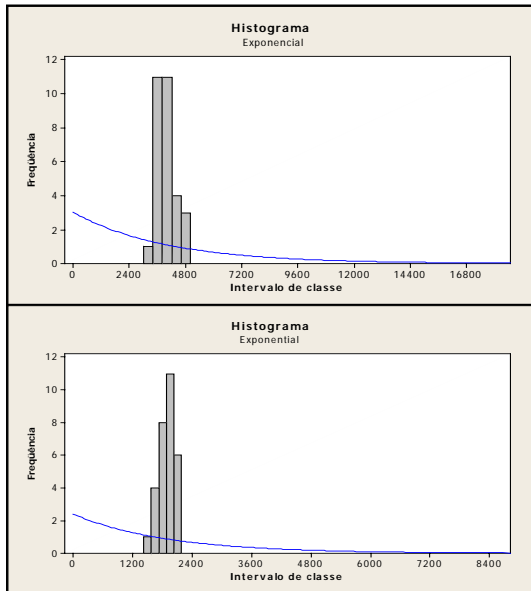 Histograma
Exponencial
12
10
8
6
4
2
0
Freqüência
0 2400 4800 7200 9600 12000 14400 16800
Intervalo de classe
Histograma
Exponential
12
10
8
6
4
2
0
Freqüência
0 1200 2400 3600 4800 6000 7200 8400
Intervalo de classe